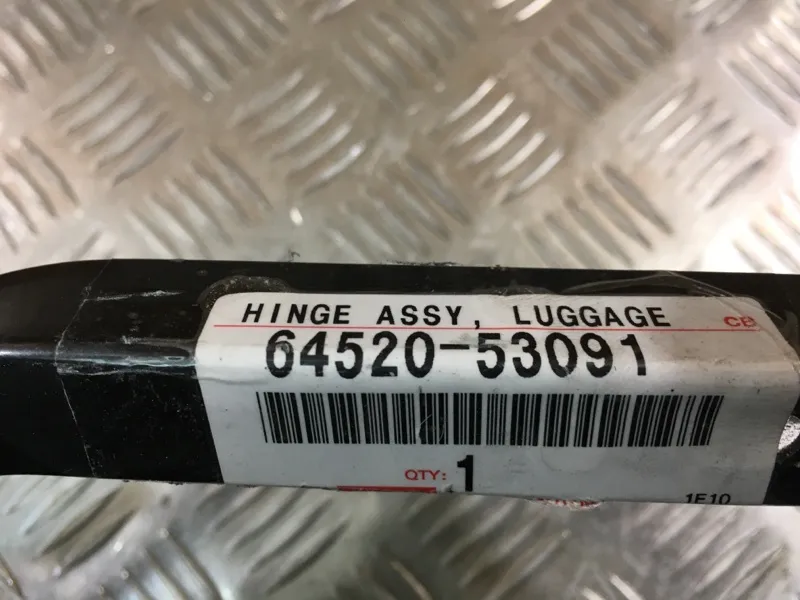 HINGE ASSY, LUGGAGE
CB
64520-53091
QTY: 1
1E10